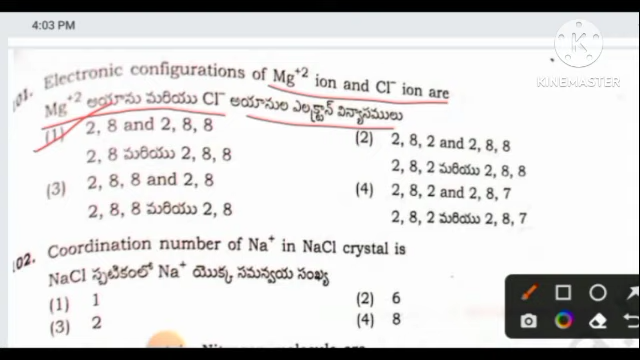 4:03 PM
KINEMASTER
101. Electronic configurations of Mg+2 ion and Cl− ion are
Mg+2 అయాను మరియు Cl− అయానుల ఎలక్ట్రాన్ విన్యాసములు
(1) 2, 8 and 2, 8, 8
2, 8 మరియు 2, 8, 8
(2) 2, 8, 2 and 2, 8, 8
2, 8, 2 మరియు 2, 8, 8
(3) 2, 8, 8 and 2, 8
2, 8, 8 మరియు 2, 8
(4) 2, 8, 2 and 2, 8, 7
2, 8, 2 మరియు 2, 8, 7
102. Coordination number of Na+ in NaCl crystal is
NaCl స్ఫటికంలో Na+ యొక్క సమన్వయ సంఖ్య
(1) 1
(2) 6
(3) 2
(4) 8